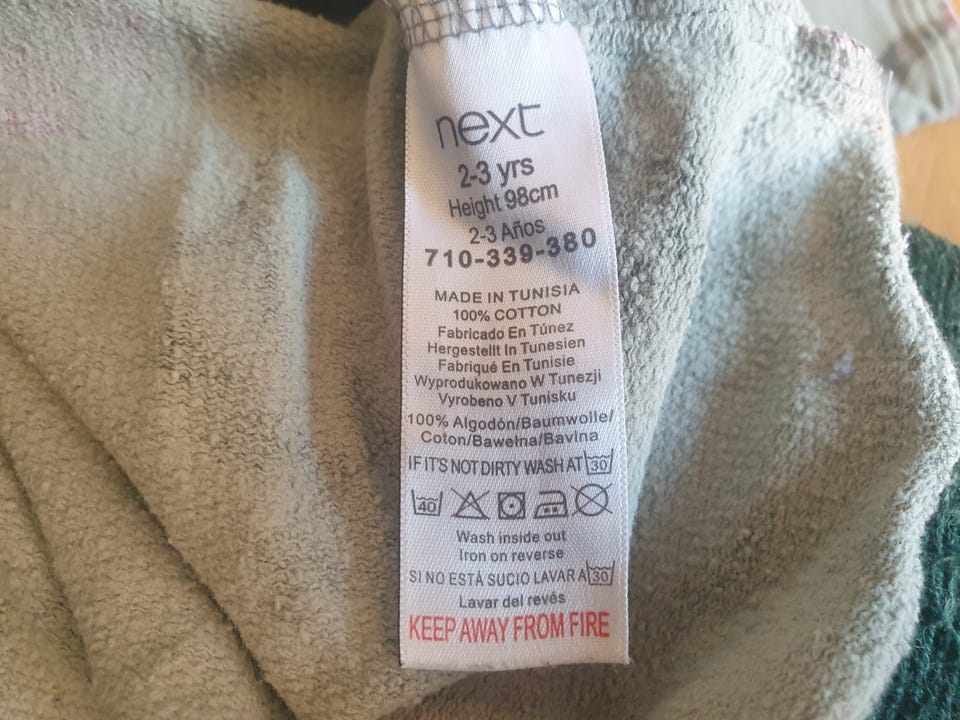 next
2-3 yrs
Height 98cm
2-3 Años
710-339-380
MADE IN TUNISIA
100% COTTON
Fabricado En Túnez
Hergestellt In Tunesien
Fabriqué En Tunisie
Wyprodukowano W Tunezji
Vyrobeno V Tunisku
100% Algodón/Baumwolle/
Coton/Bawełna/Bavlna
IF IT'S NOT DIRTY WASH AT 30
40
Wash inside out
Iron on reverse
SI NO ESTÁ SUCIO LAVAR A 30
Lavar del revés
KEEP AWAY FROM FIRE